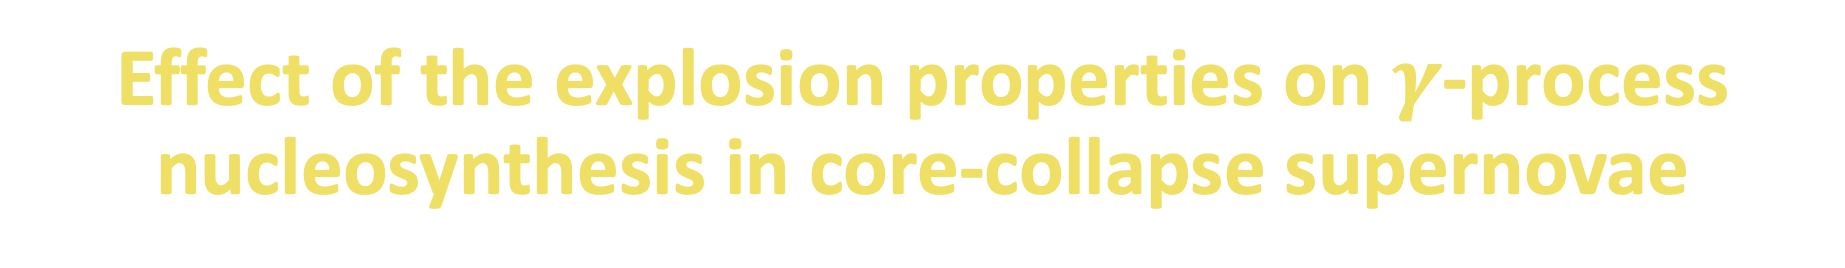 Effect of the explosion properties on γ-process
nucleosynthesis in core-collapse supernovae